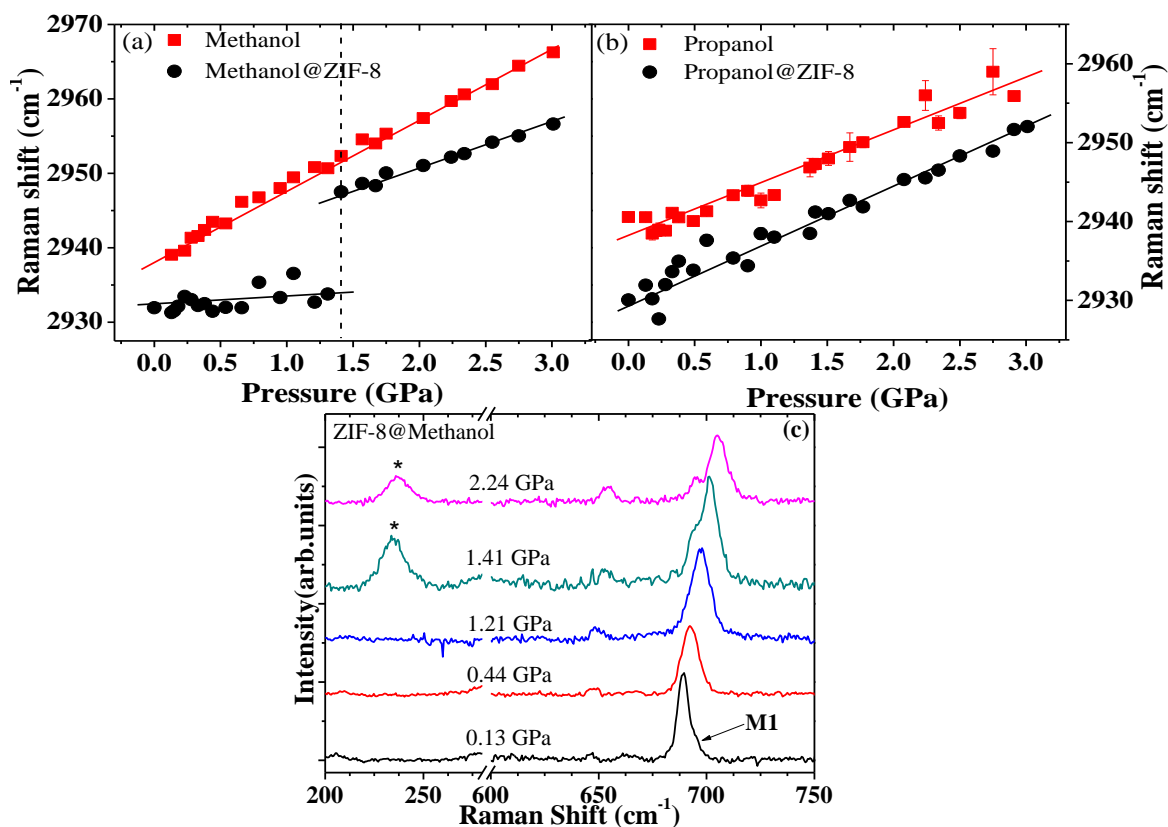 (a)
Methanol
Methanol@ZIF-8
2970
2960
2950
2940
2930
Raman shift (cm-1)
0.0 0.5 1.0 1.5 2.0 2.5 3.0
Pressure (GPa)
(b)
Propanol
Propanol@ZIF-8
2960
2950
2940
2930
Raman shift (cm-1)
0.0 0.5 1.0 1.5 2.0 2.5 3.0
Pressure (GPa)
ZIF-8@Methanol
(c)
*
2.24 GPa
*
1.41 GPa
1.21 GPa
0.44 GPa
0.13 GPa
M1
Intensity(arb.units)
200 250 600 650 700 750
Raman Shift (cm-1)